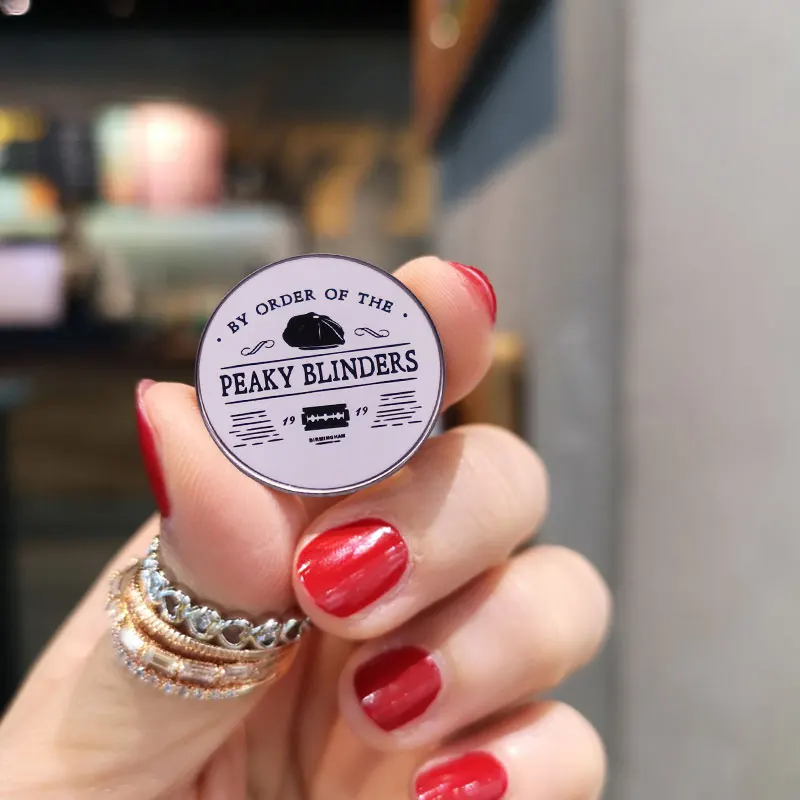 • BY ORDER OF THE •
PEAKY BLINDERS
19 19
BIRMINGHAM